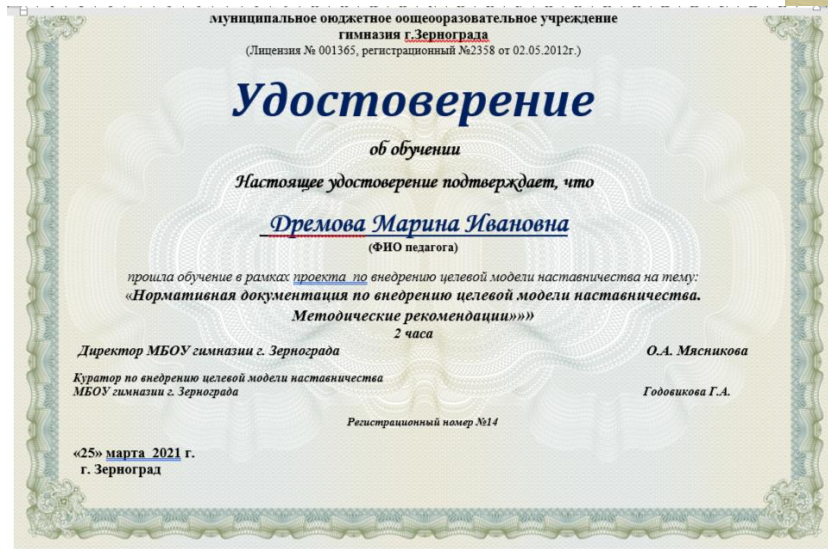 Муниципальное бюджетное общеобразовательное учреждение
гимназия г.Зернограда
(Лицензия № 001365, регистрационный №2358 от 02.05.2012г.)
Удостоверение
об обучении
Настоящее удостоверение подтверждает, что
Дремова Марина Ивановна
(ФИО педагога)
прошла обучение в рамках проекта по внедрению целевой модели наставничества на тему:
«Нормативная документация по внедрению целевой модели наставничества.
Методические рекомендации»»»
2 часа
Директор МБОУ гимназии г. Зернограда О.А. Мясникова
Куратор по внедрению целевой модели наставничества
МБОУ гимназии г. Зернограда Годовикова Г.А.
Регистрационный номер №14
«25» марта 2021 г.
г. Зерноград